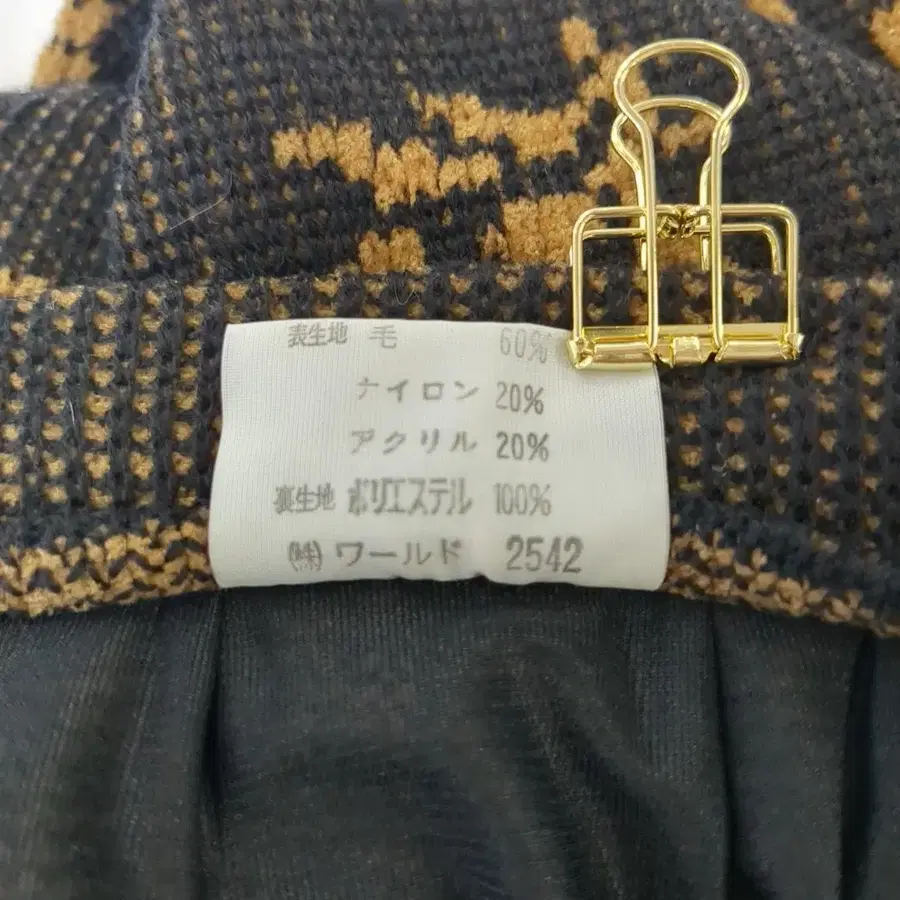 表生地 毛 60%
ナイロン 20%
アクリル 20%
裏生地 ポリエステル 100%
(株)ワールド 2542